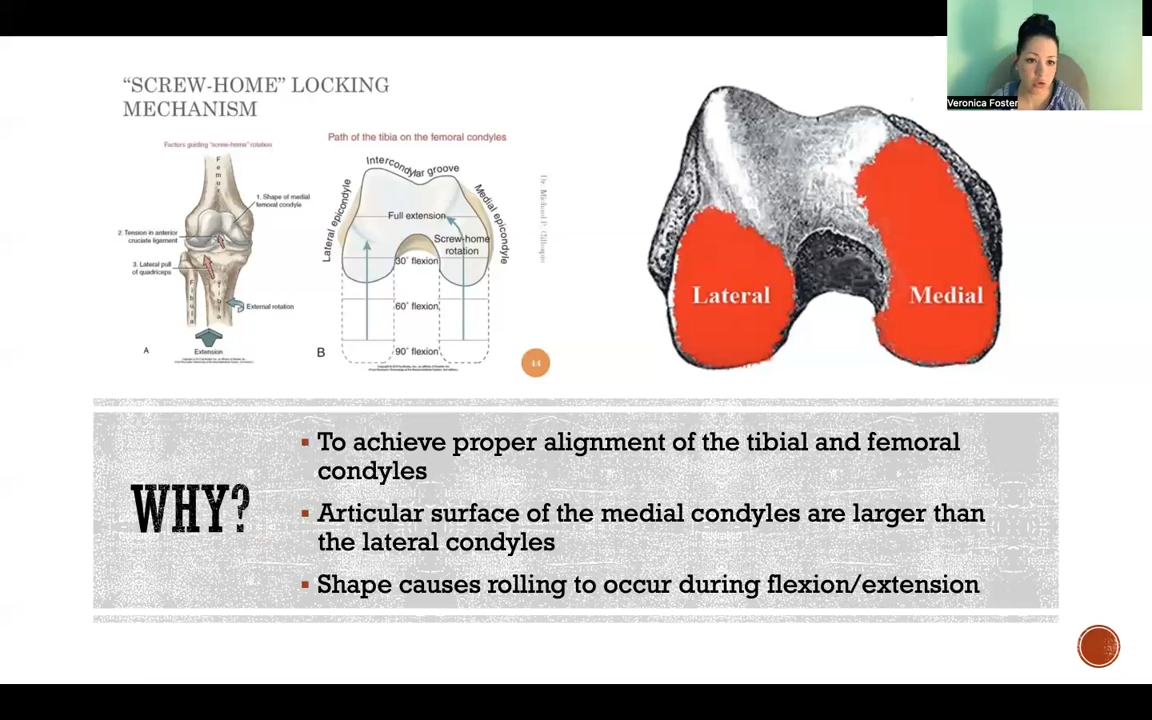 Veronica Foster
“SCREW-HOME” LOCKING
MECHANISM
Factors guiding "screw-home" rotation
Femur
1. Shape of medial
femoral condyle
2. Tension in anterior
cruciate ligament
3. Lateral pull
of quadriceps
Fibula
External rotation
Extension
A
Path of the tibia on the femoral condyles
Intercondylar groove
Lateral epicondyle
Medial epicondyle
Full extension
Screw-home
rotation
30° flexion
60° flexion
90° flexion
B
44
Lateral
Medial
WHY?
▪ To achieve proper alignment of the tibial and femoral
condyles
▪ Articular surface of the medial condyles are larger than
the lateral condyles
▪ Shape causes rolling to occur during flexion/extension